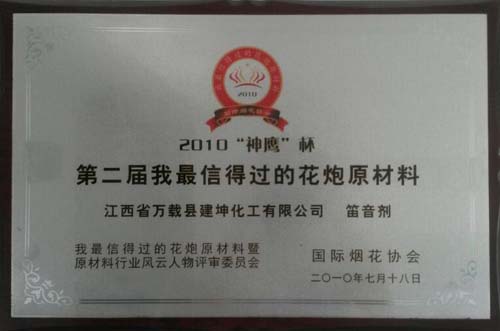 2010
2010“神鹰”杯
第二届我最信得过的花炮原材料
江西省万载县建坤化工有限公司 笛音剂
我最信得过的花炮原材料暨
原材料行业风云人物评审委员会
国际烟花协会
二〇一〇年七月十八日